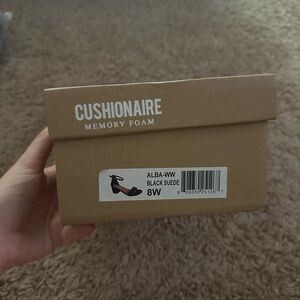 CUSHIONAIRE
MEMORY FOAM
ALBA-WW
BLACK SUEDE
8W